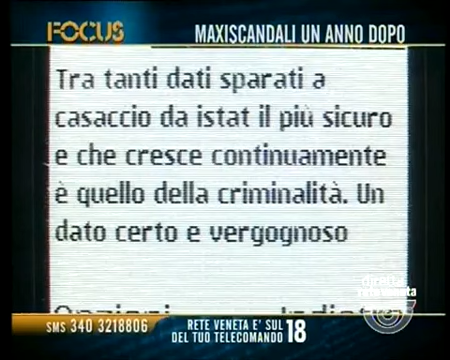 FOCUS
MAXISCANDALI UN ANNO DOPO
Tra tanti dati sparati a
casaccio da istat il più sicuro
e che cresce continuamente
è quello della criminalità. Un
dato certo e vergognoso
Opzioni
SMS 340 3218806
RETE VENETA E' SUL
DEL TUO TELECOMANDO 18